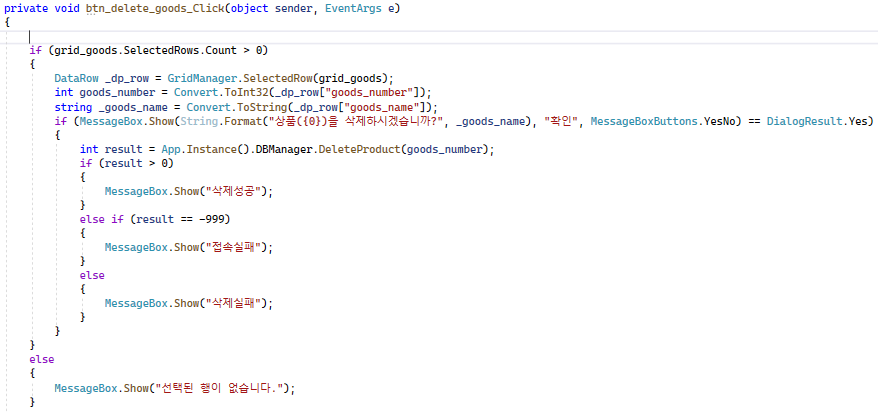 private void btn_delete_goods_Click(object sender, EventArgs e)
{
if (grid_goods.SelectedRows.Count > 0)
{
DataRow _dp_row = GridManager.SelectedRow(grid_goods);
int goods_number = Convert.ToInt32(_dp_row["goods_number"]);
string _goods_name = Convert.ToString(_dp_row["goods_name"]);
if (MessageBox.Show(String.Format("상품({0})을 삭제하시겠습니까?", _goods_name), "확인", MessageBoxButtons.YesNo) == DialogResult.Yes)
{
int result = App.Instance().DBManager.DeleteProduct(goods_number);
if (result > 0)
{
MessageBox.Show("삭제성공");
}
else if (result == -999)
{
MessageBox.Show("접속실패");
}
else
{
MessageBox.Show("삭제실패");
}
}
}
else
{
MessageBox.Show("선택된 행이 없습니다.");
}